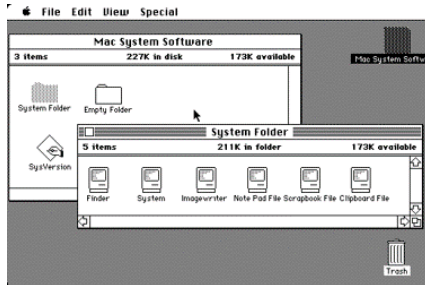 File Edit View Special
Mac System Software
3 items 227K in disk 173K available
Mac System Softw
System Folder Empty Folder
SysVersion
System Folder
5 items 211K in folder 173K available
Finder System Imagewriter Note Pad File Scrapbook File Clipboard File
Trash